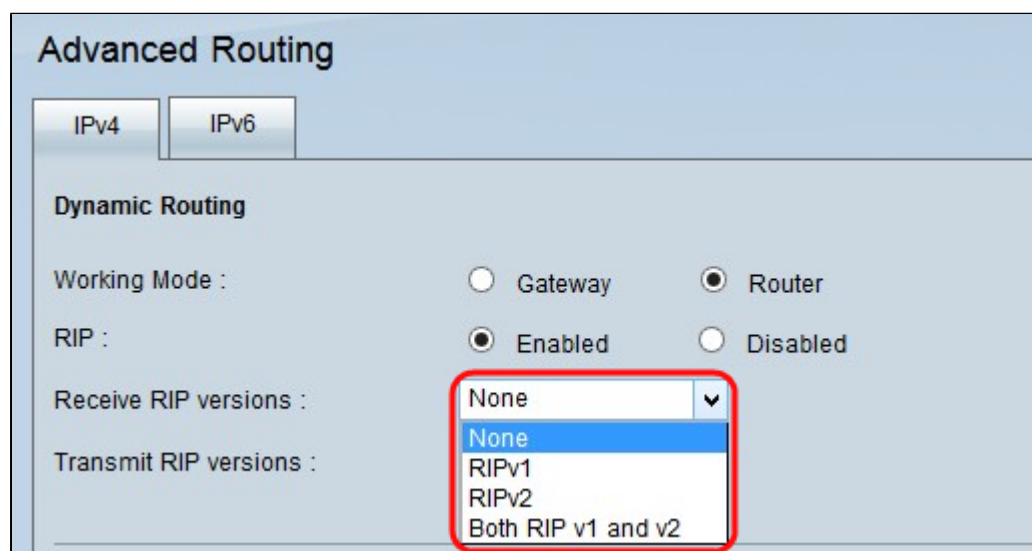 Advanced Routing
IPv4 IPv6
Dynamic Routing
Working Mode : Gateway Router
RIP : Enabled Disabled
Receive RIP versions : None
None
Transmit RIP versions : RIPv1
RIPv2
Both RIP v1 and v2